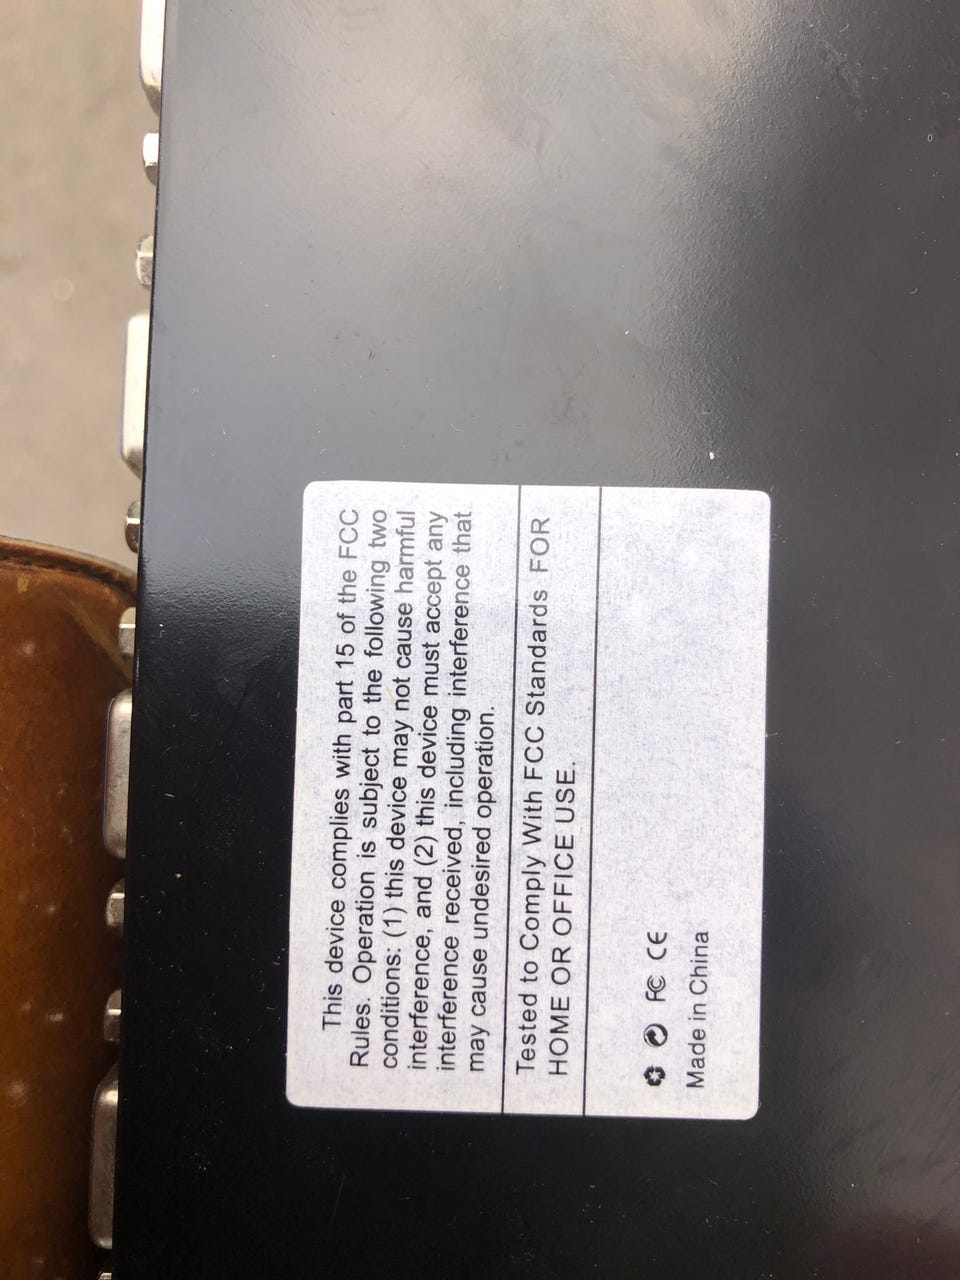 This device complies with part 15 of the FCC
Rules. Operation is subject to the following two
conditions: (1) this device may not cause harmful
interference, and (2) this device must accept any
interference received, including interference that
may cause undesired operation.
Tested to Comply With FCC Standards FOR
HOME OR OFFICE USE.
FC CE
Made in China